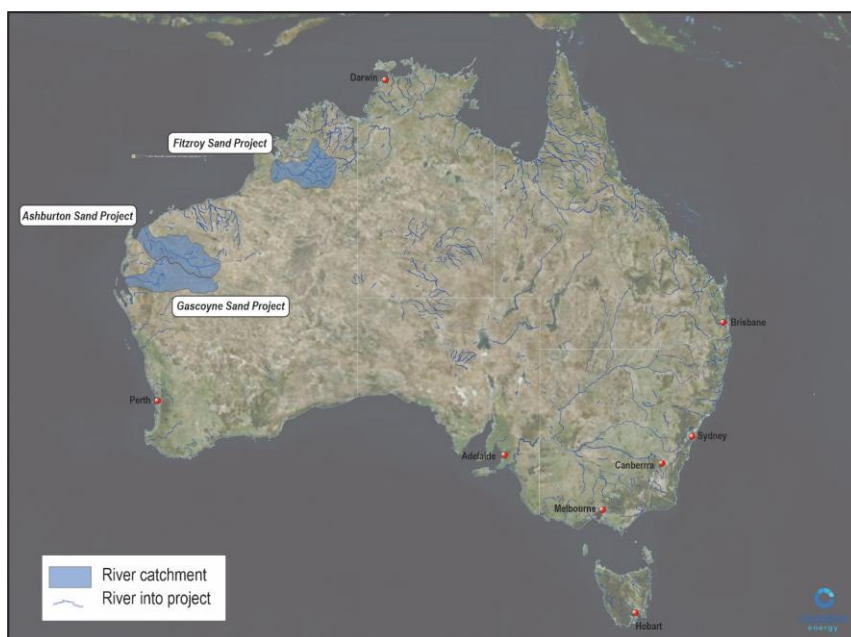 Darwin
Fitzroy Sand Project
Ashburton Sand Project
Gascoyne Sand Project
Brisbane
Perth
Sydney
Adelaide
Canberrra
Melbourne
River catchment
River into project
energy
Hobart